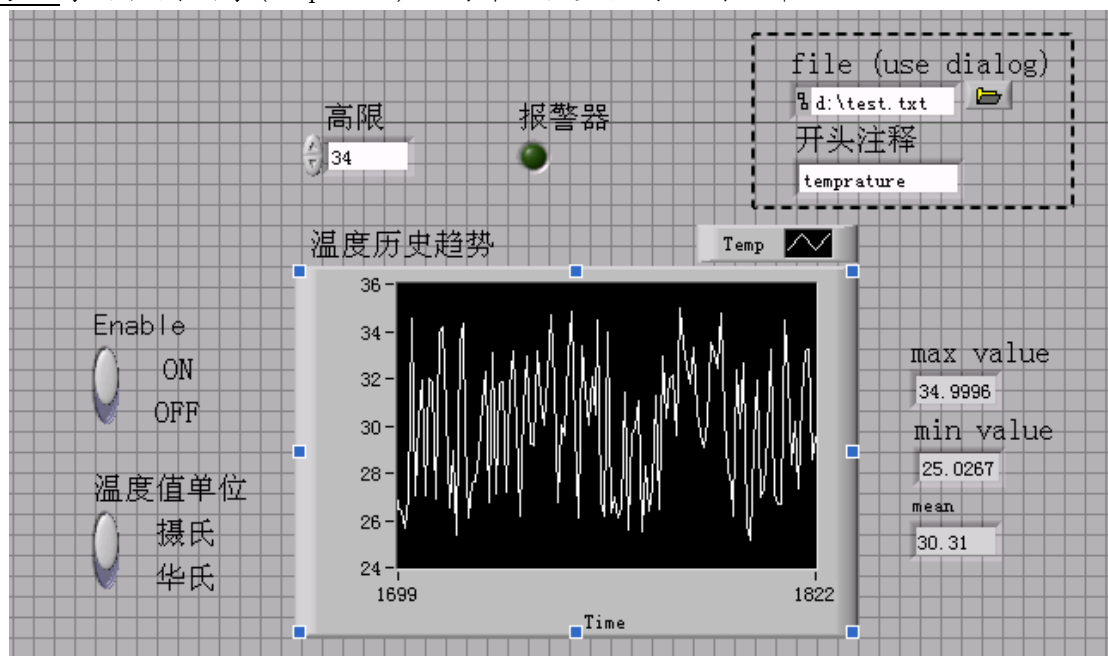 file (use dialog)
d:\test.txt
高限
报警器
开头注释
34
temprature
温度历史趋势
Temp
36
Enable
34
ON
max value
32
34.9996
OFF
30
min value
28
25.0267
温度值单位
mean
摄氏
26
30.31
华氏
24
1699
1822
Time